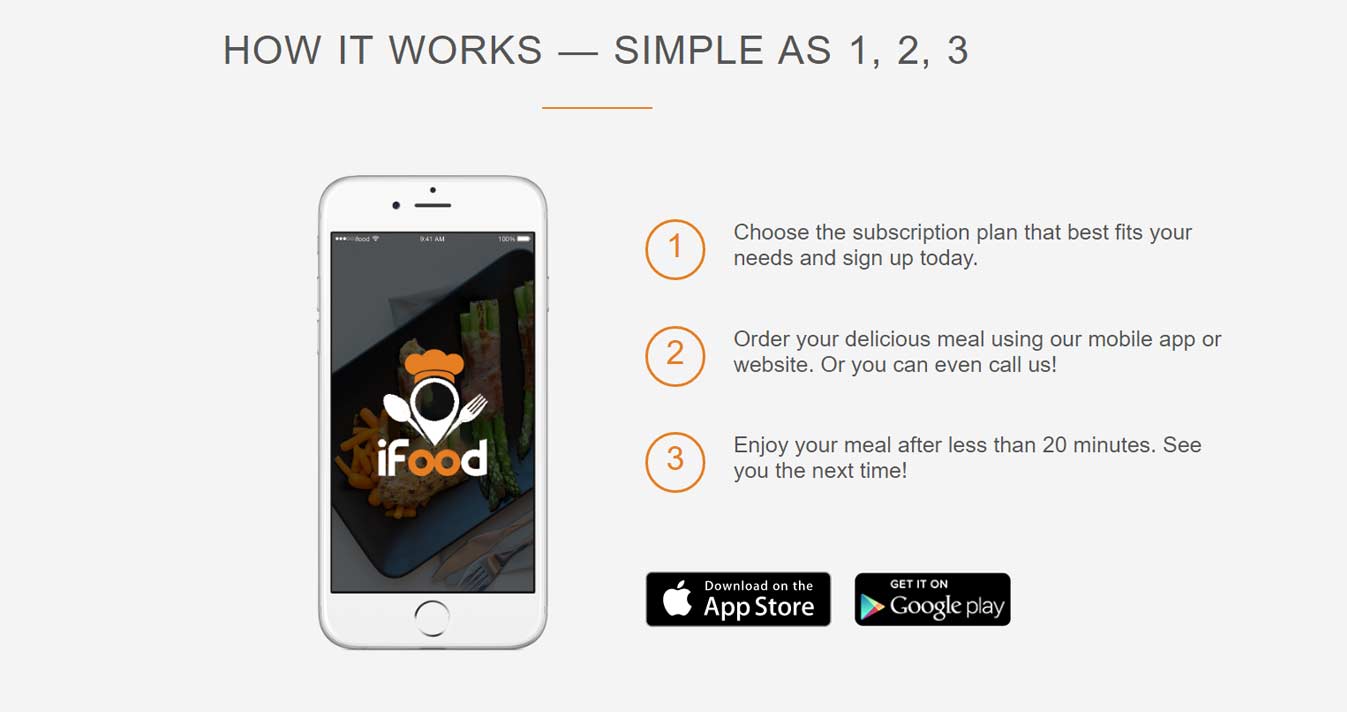 HOW IT WORKS — SIMPLE AS 1, 2, 3
ifood 9:41 AM 100%
iFood
1 Choose the subscription plan that best fits your
needs and sign up today.
2 Order your delicious meal using our mobile app or
website. Or you can even call us!
3 Enjoy your meal after less than 20 minutes. See
you the next time!
Download on the
App Store
GET IT ON
Google play